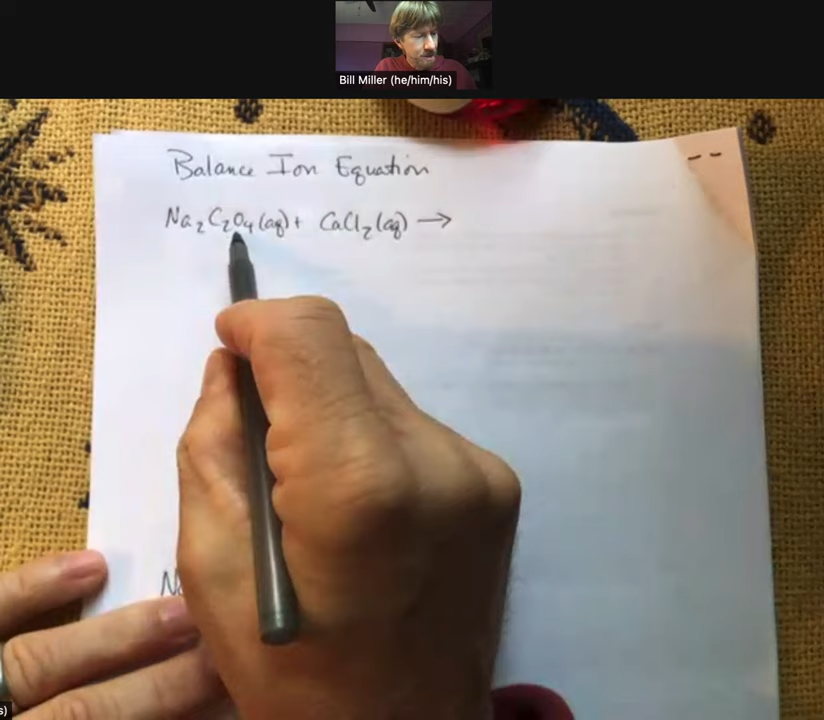 Bill Miller (he/him/his)
Balance Ion Equation
Na₂C₂O₄(aq) + CaCl₂(aq) →
s)